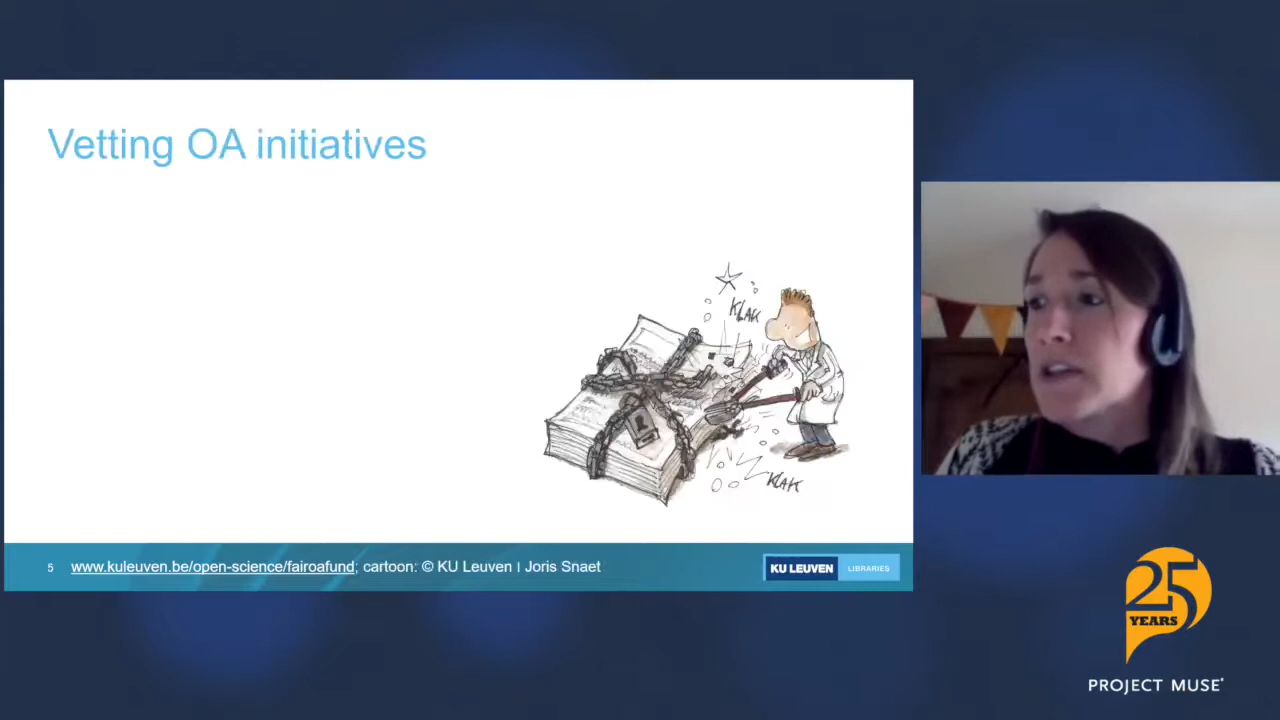 Vetting OA initiatives
KLAK
KLAK
5 www.kuleuven.be/open-science/fairoafund; cartoon: © KU Leuven | Joris Snaet
KU LEUVEN LIBRARIES
25
YEARS
PROJECT MUSE®